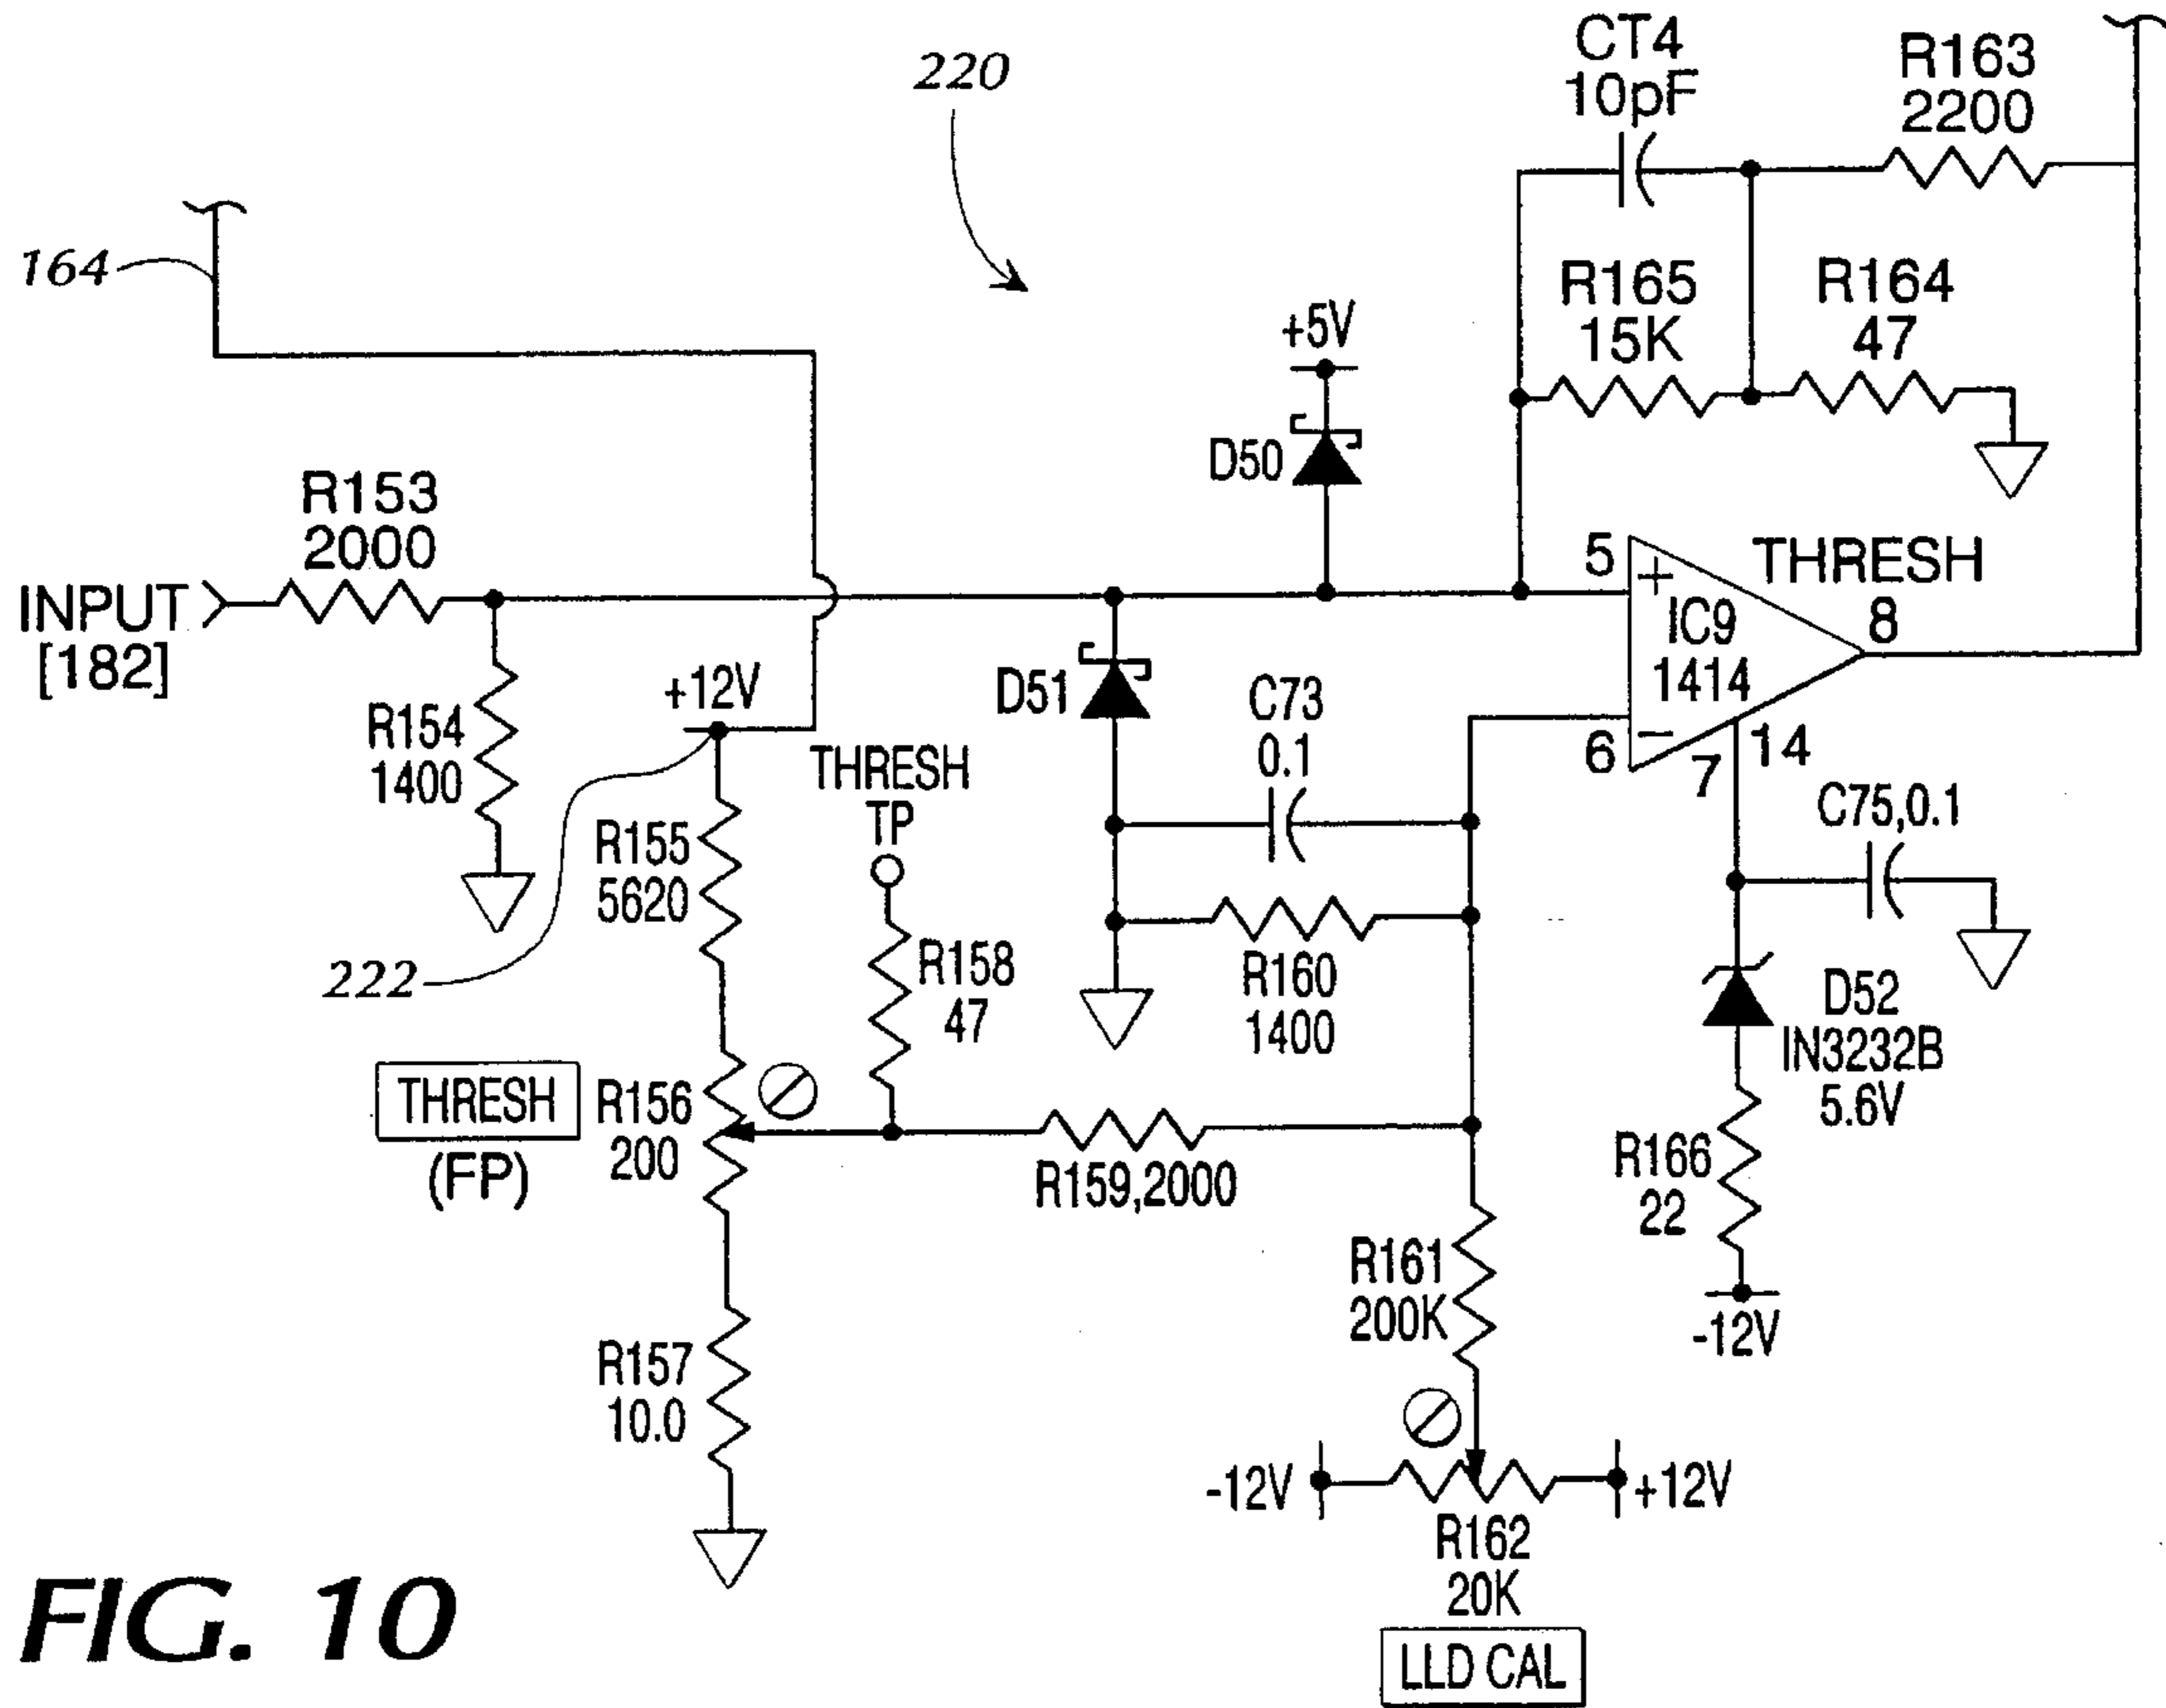 220
CT4
10pF
R163
2200
164
+5V
R165
15K
R164
47
D50
R153
2000
INPUT
[182]
R154
1400
+12V
D51
C73
0.1
5
+
THRESH
IC9
1414
8
6
−
7
14
C75,0.1
THRESH
TP
R155
5620
222
R158
47
R160
1400
D52
IN3232B
5.6V
THRESH
(FP)
R156
200
R159,2000
R166
22
-12V
R161
200K
R157
10.0
-12V
+12V
R162
20K
LLD CAL
FIG. 10